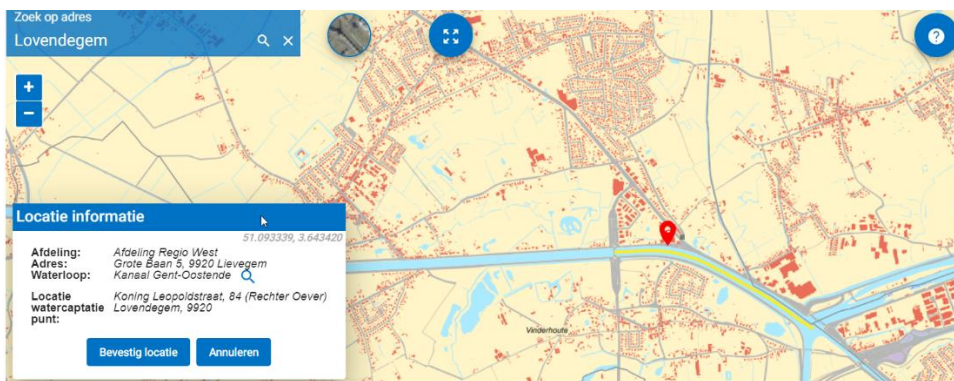 Zoek op adres
Lovendegem
Locatie informatie
51.093339, 3.643420
Afdeling: Afdeling Regio West
Adres: Grote Baan 5, 9920 Lievegem
Waterloop: Kanaal Gent-Oostende
Locatie watercaptatie punt: Koning Leopoldstraat, 84 (Rechter Oever)
Lovendegem, 9920
Bevestig locatie Annuleren
Vinderhoute